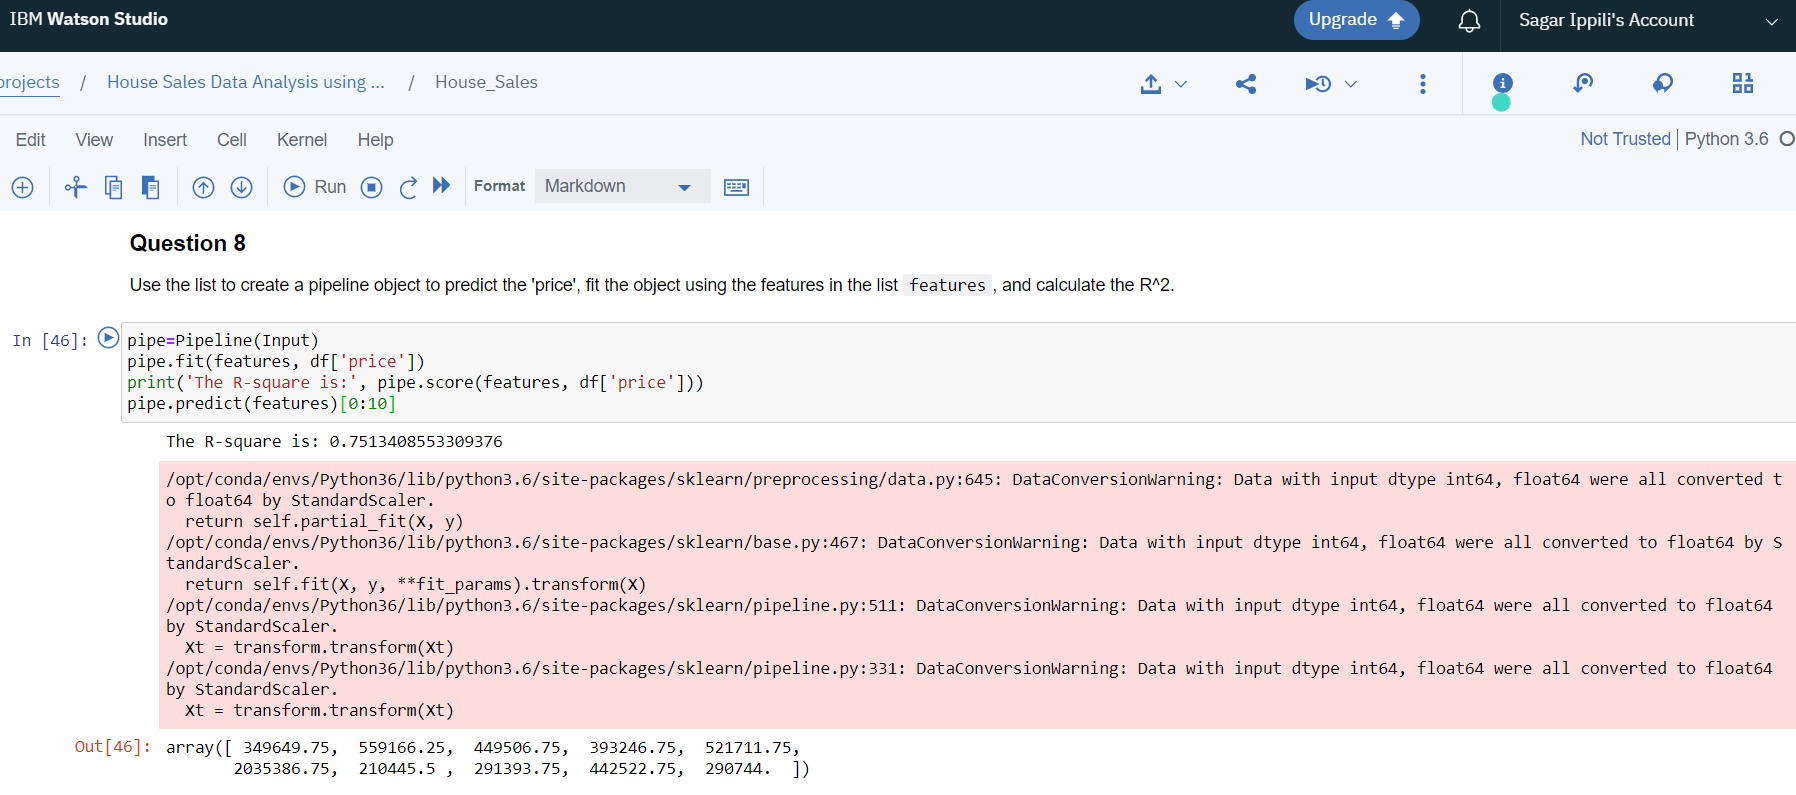 IBM Watson Studio
Upgrade
Sagar Ippili's Account
projects / House Sales Data Analysis using ... / House_Sales
Edit View Insert Cell Kernel Help
Not Trusted | Python 3.6
Run
Format
Markdown
Question 8
Use the list to create a pipeline object to predict the 'price', fit the object using the features in the list features , and calculate the R^2.
In [46]:
pipe=Pipeline(Input)
pipe.fit(features, df['price'])
print('The R-square is:', pipe.score(features, df['price']))
pipe.predict(features)[0:10]
The R-square is: 0.7513408553309376
/opt/conda/envs/Python36/lib/python3.6/site-packages/sklearn/preprocessing/data.py:645: DataConversionWarning: Data with input dtype int64, float64 were all converted t
o float64 by StandardScaler.
return self.partial_fit(X, y)
/opt/conda/envs/Python36/lib/python3.6/site-packages/sklearn/base.py:467: DataConversionWarning: Data with input dtype int64, float64 were all converted to float64 by S
tandardScaler.
return self.fit(X, y, **fit_params).transform(X)
/opt/conda/envs/Python36/lib/python3.6/site-packages/sklearn/pipeline.py:511: DataConversionWarning: Data with input dtype int64, float64 were all converted to float64
by StandardScaler.
Xt = transform.transform(Xt)
/opt/conda/envs/Python36/lib/python3.6/site-packages/sklearn/pipeline.py:331: DataConversionWarning: Data with input dtype int64, float64 were all converted to float64
by StandardScaler.
Xt = transform.transform(Xt)
Out[46]: array([ 349649.75, 559166.25, 449506.75, 393246.75, 521711.75,
2035386.75, 210445.5 , 291393.75, 442522.75, 290744. ])